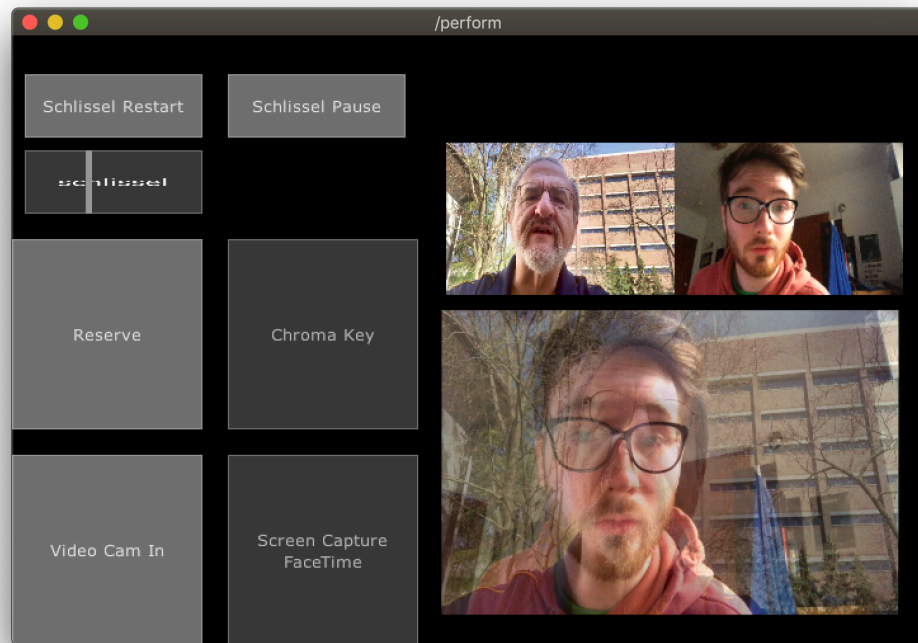 /perform
Schlissel Restart
Schlissel Pause
schlissel
Reserve
Chroma Key
Video Cam In
Screen Capture
FaceTime